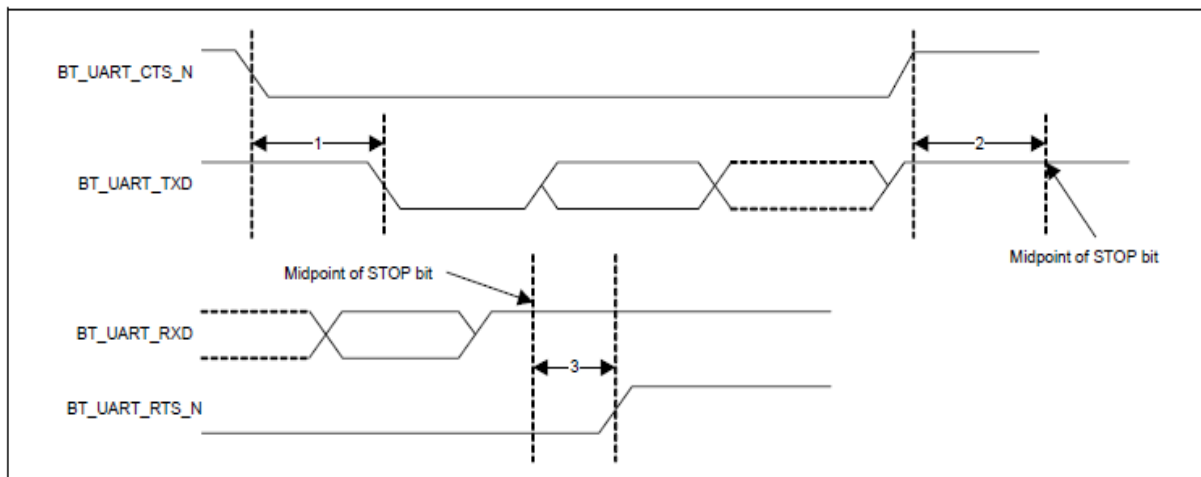 BT_UART_CTS_N
1
2
BT_UART_TXD
Midpoint of STOP bit
Midpoint of STOP bit
BT_UART_RXD
3
BT_UART_RTS_N